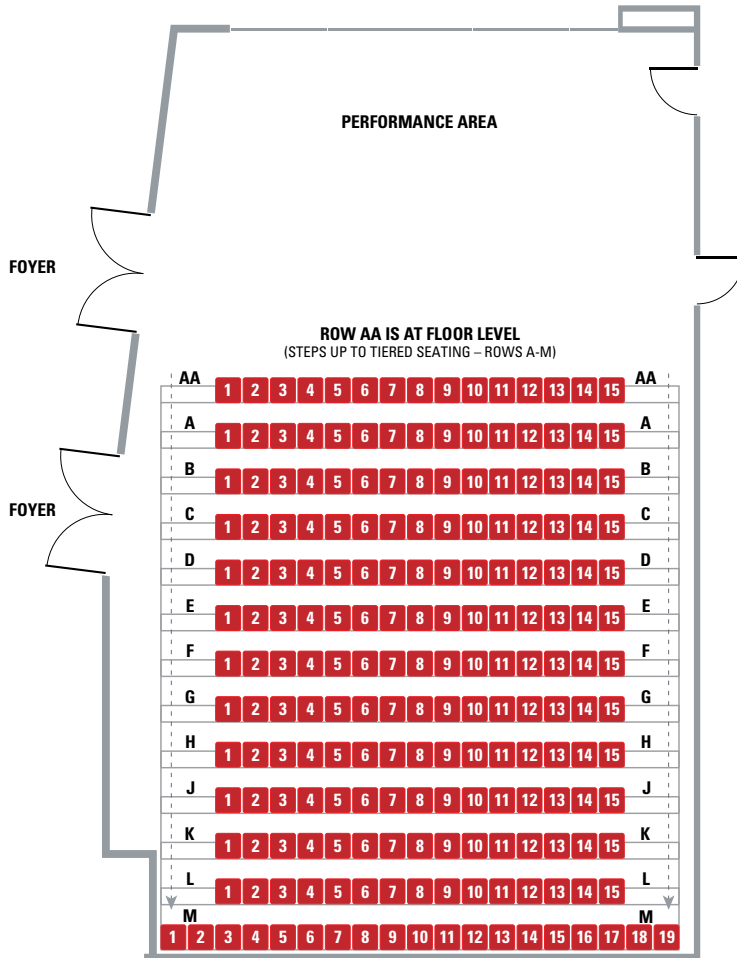 PERFORMANCE AREA
FOYER
ROW AA IS AT FLOOR LEVEL
(STEPS UP TO TIERED SEATING – ROWS A-M)
AA 1 2 3 4 5 6 7 8 9 10 11 12 13 14 15 AA
A 1 2 3 4 5 6 7 8 9 10 11 12 13 14 15 A
B 1 2 3 4 5 6 7 8 9 10 11 12 13 14 15 B
FOYER
C 1 2 3 4 5 6 7 8 9 10 11 12 13 14 15 C
D 1 2 3 4 5 6 7 8 9 10 11 12 13 14 15 D
E 1 2 3 4 5 6 7 8 9 10 11 12 13 14 15 E
F 1 2 3 4 5 6 7 8 9 10 11 12 13 14 15 F
G 1 2 3 4 5 6 7 8 9 10 11 12 13 14 15 G
H 1 2 3 4 5 6 7 8 9 10 11 12 13 14 15 H
J 1 2 3 4 5 6 7 8 9 10 11 12 13 14 15 J
K 1 2 3 4 5 6 7 8 9 10 11 12 13 14 15 K
L 1 2 3 4 5 6 7 8 9 10 11 12 13 14 15 L
M M
1 2 3 4 5 6 7 8 9 10 11 12 13 14 15 16 17 18 19